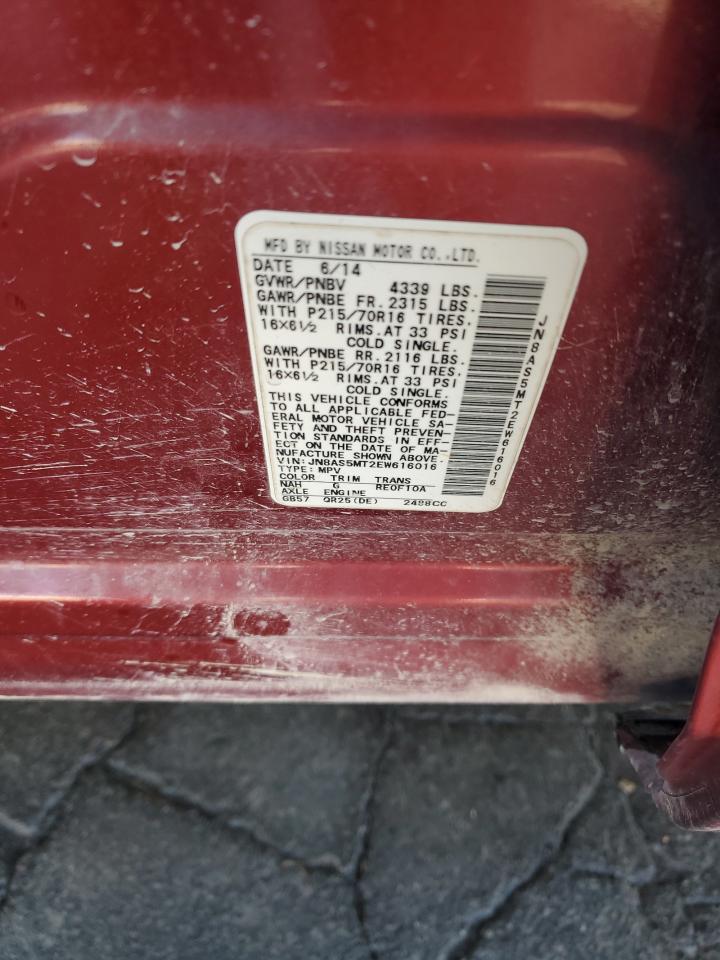 MFD BY NISSAN MOTOR CO.,LTD.
DATE 6/14
GVWR/PNBV 4339 LBS.
GAWR/PNBE FR. 2315 LBS.
WITH P215/70R16 TIRES.
16X6½ RIMS.AT 33 PSI
COLD SINGLE.
GAWR/PNBE RR. 2116 LBS.
WITH P215/70R16 TIRES.
16X6½ RIMS.AT 33 PSI
COLD SINGLE.
THIS VEHICLE CONFORMS
TO ALL APPLICABLE FED-
ERAL MOTOR VEHICLE SA-
FETY AND THEFT PREVEN-
TION STANDARDS IN EFF-
ECT ON THE DATE OF MA-
NUFACTURE SHOWN ABOVE.
VIN: JN8AS5MT2EW616016
TYPE: MPV
COLOR TRIM TRANS
NAH G RE0F10A
AXLE ENGINE
GB57 QR25(DE) 2488CC
JN8AS5MT2EW616016